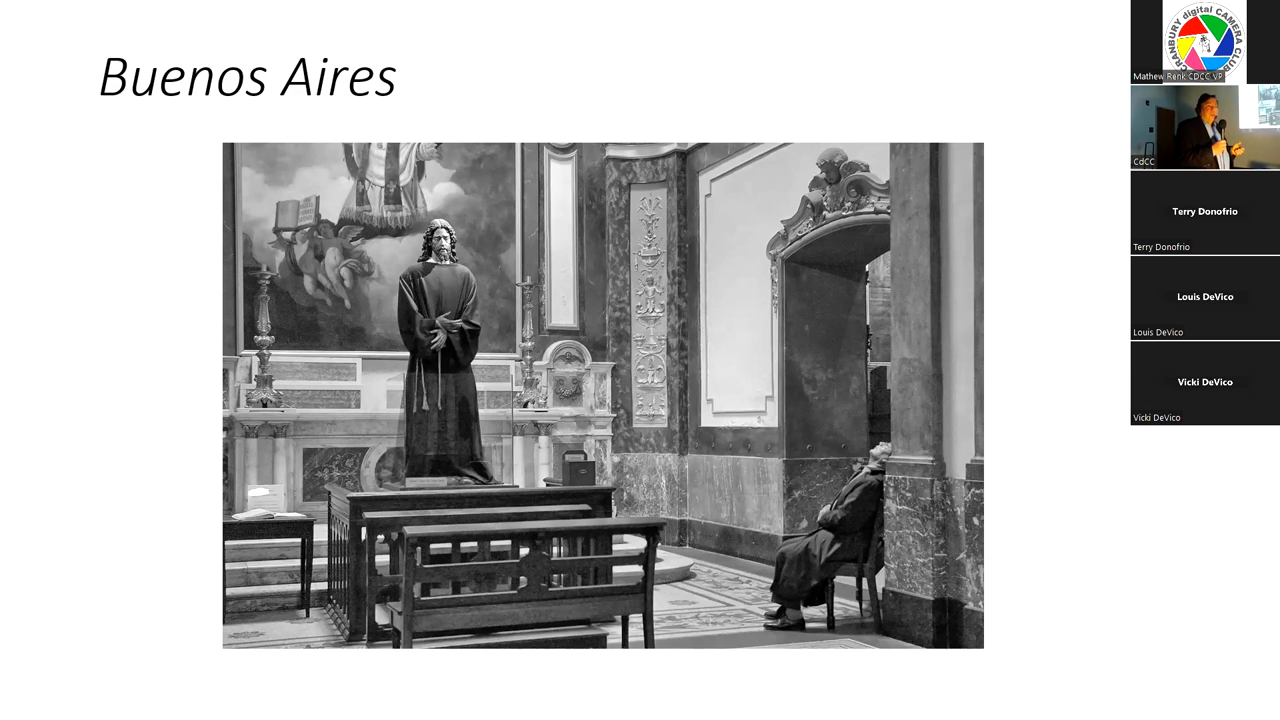 Buenos Aires
CRANBURY digital CAMERA CLUB
Mathew Renk CDCC VP
CdCC
Terry Donofrio
Terry Donofrio
Louis DeVico
Louis DeVico
Vicki DeVico
Vicki DeVico